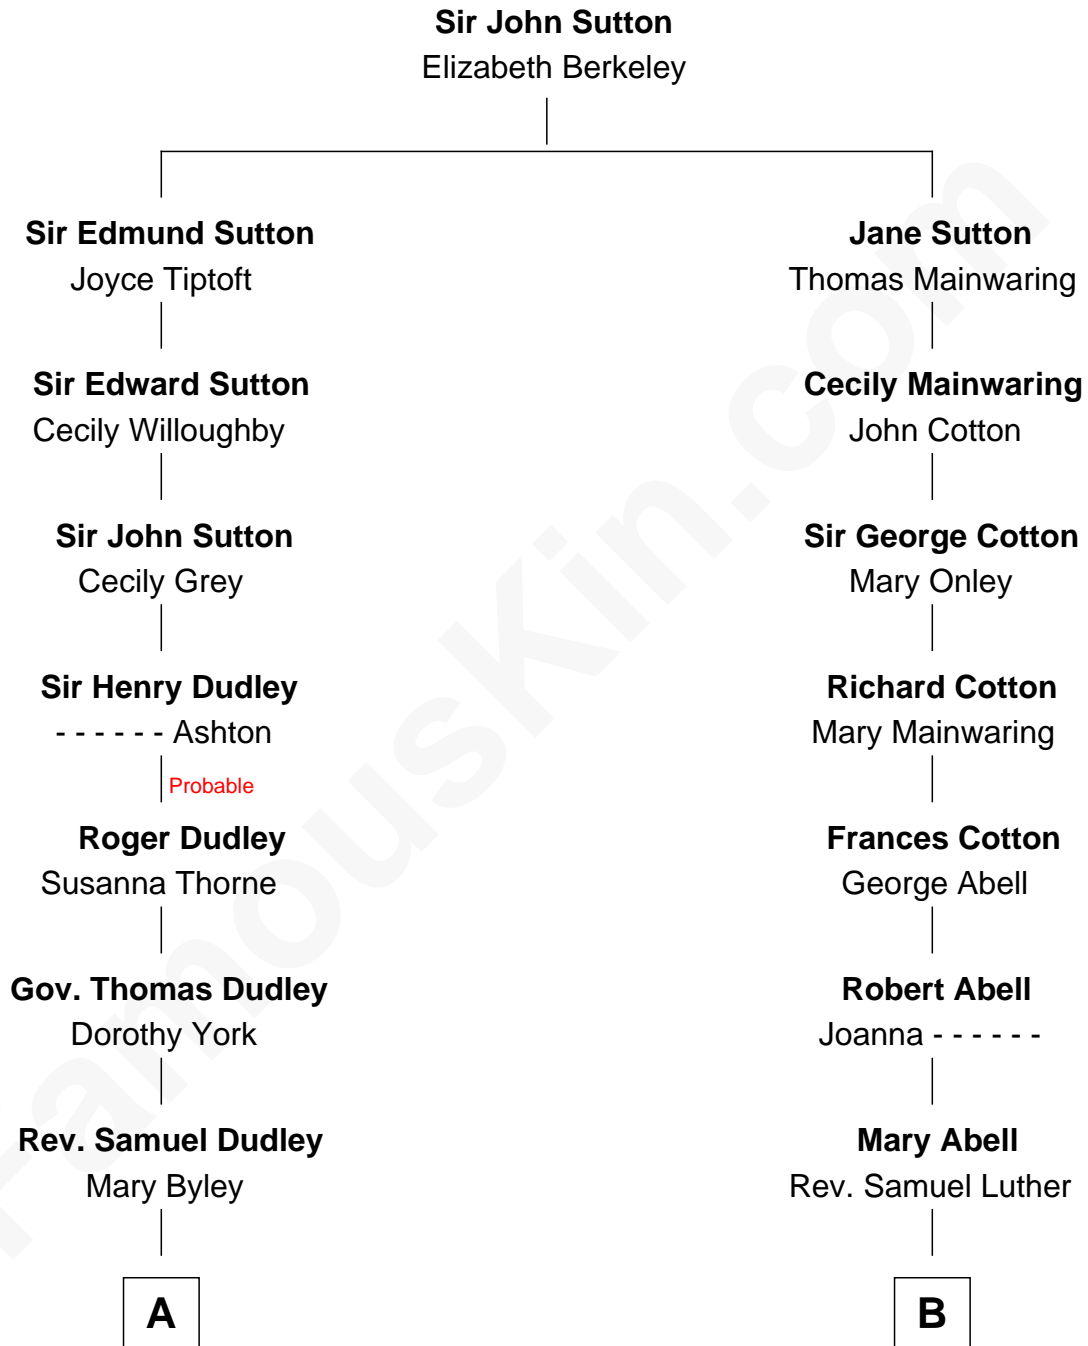 Sir John Sutton
Elizabeth Berkeley
Sir Edmund Sutton
Joyce Tiptoft
Sir Edward Sutton
Cecily Willoughby
Sir John Sutton
Cecily Grey
Sir Henry Dudley
- - - - - - Ashton
Probable
Roger Dudley
Susanna Thorne
Gov. Thomas Dudley
Dorothy York
Rev. Samuel Dudley
Mary Byley
A
Jane Sutton
Thomas Mainwaring
Cecily Mainwaring
John Cotton
Sir George Cotton
Mary Onley
Richard Cotton
Mary Mainwaring
Frances Cotton
George Abell
Robert Abell
Joanna - - - - - -
Mary Abell
Rev. Samuel Luther
B
FamousKin.com